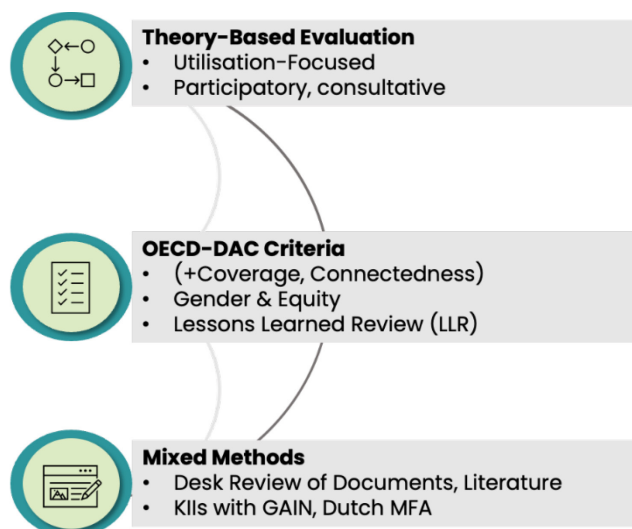 Theory-Based Evaluation
• Utilisation-Focused
• Participatory, consultative
OECD-DAC Criteria
• (+Coverage, Connectedness)
• Gender & Equity
• Lessons Learned Review (LLR)
Mixed Methods
• Desk Review of Documents, Literature
• KIIs with GAIN, Dutch MFA